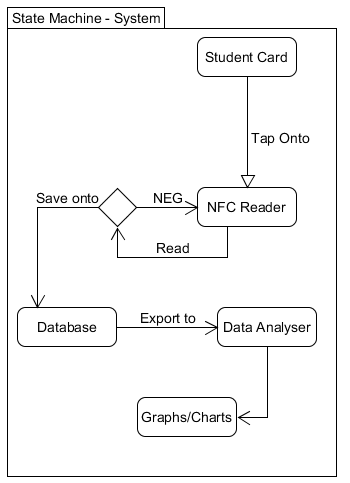 State Machine - System
Student Card
Tap Onto
Save onto
NEG
NFC Reader
Read
Database
Export to
Data Analyser
Graphs/Charts